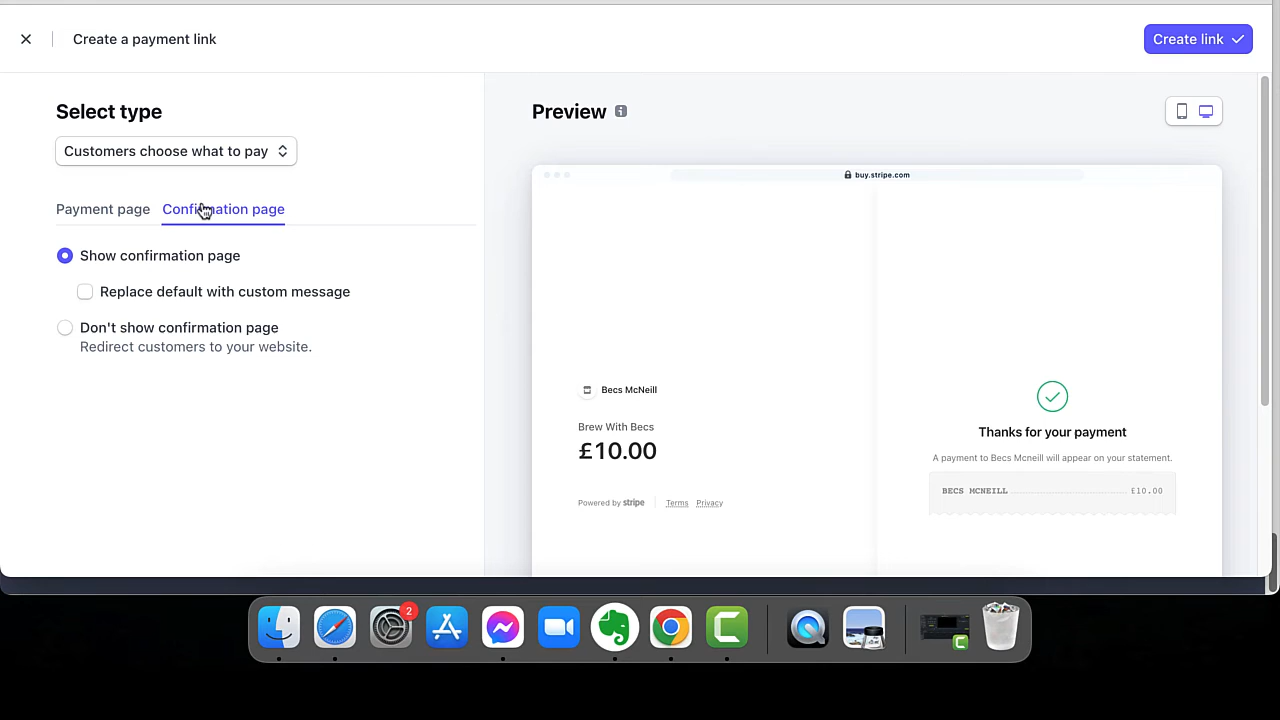 Create a payment link
Create link
Select type
Preview
Customers choose what to pay
Payment page
Confirmation page
Show confirmation page
Replace default with custom message
Don't show confirmation page
Redirect customers to your website.
buy.stripe.com
Becs McNeill
Brew With Becs
£10.00
Powered by stripe
Terms
Privacy
Thanks for your payment
A payment to Becs Mcneill will appear on your statement.
BECS MCNEILL £10.00
2